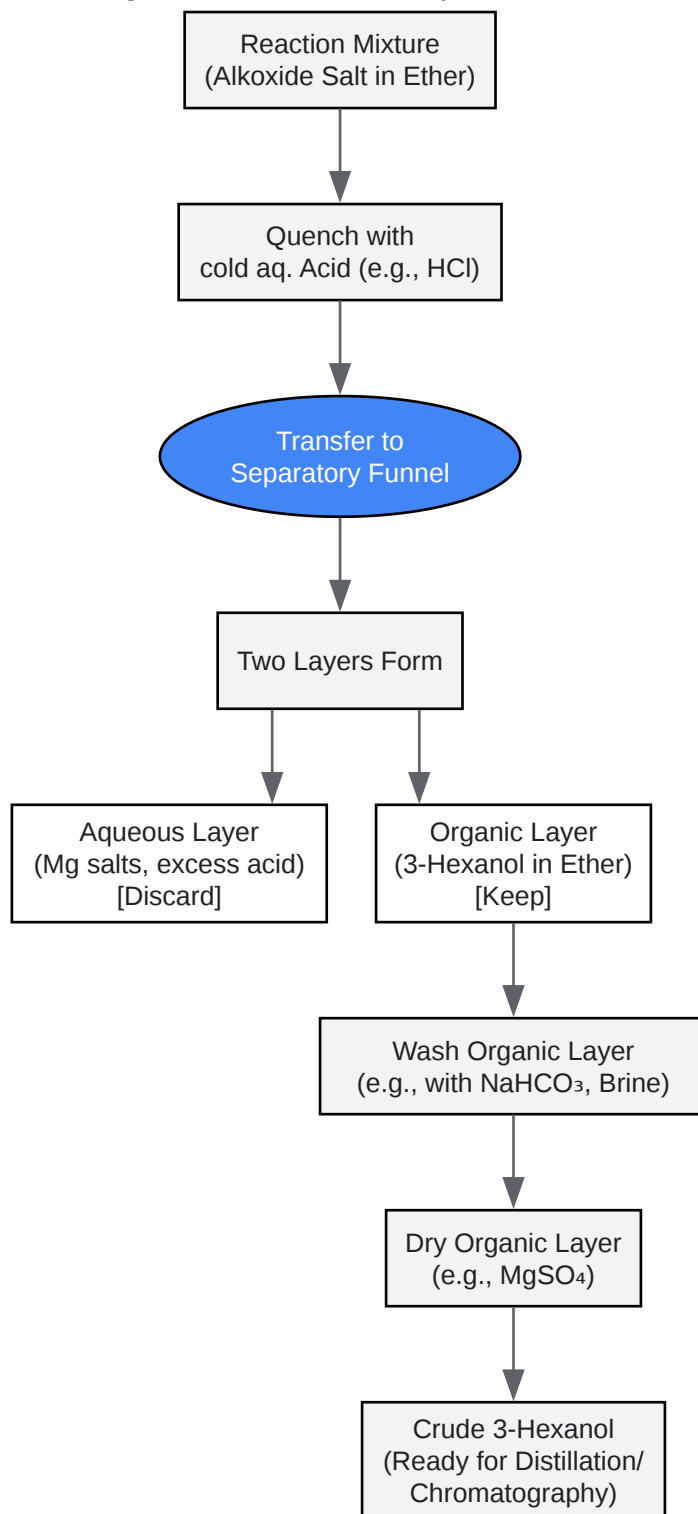 Reaction Mixture
(Alkoxide Salt in Ether)
Quench with
cold aq. Acid (e.g., HCl)
Transfer to
Separatory Funnel
Two Layers Form
Aqueous Layer
(Mg salts, excess acid)
[Discard]
Organic Layer
(3-Hexanol in Ether)
[Keep]
Wash Organic Layer
(e.g., with NaHCO₃, Brine)
Dry Organic Layer
(e.g., MgSO₄)
Crude 3-Hexanol
(Ready for Distillation/
Chromatography)